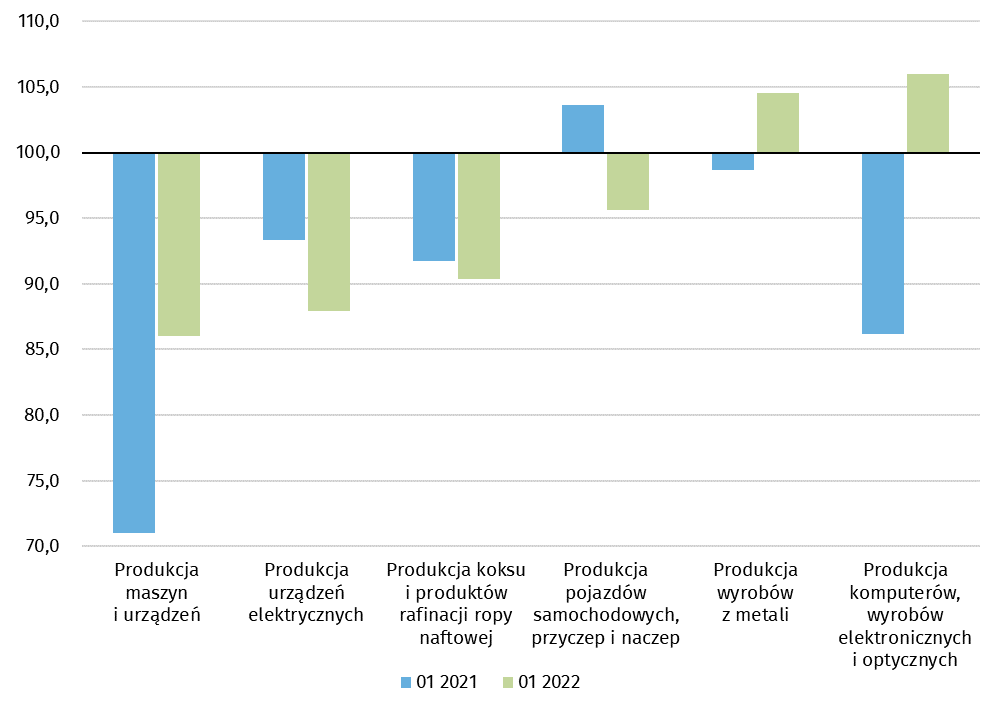 110,0
105,0
100,0
95,0
90,0
85,0
80,0
75,0
70,0
Produkcja
maszyn
i urządzeń
Produkcja
urządzeń
elektrycznych
Produkcja koksu
i produktów
rafinacji ropy
naftowej
Produkcja
pojazdów
samochodowych,
przyczep i naczep
Produkcja
wyrobów
z metali
Produkcja
komputerów,
wyrobów
elektronicznych
i optycznych
01 2021
01 2022